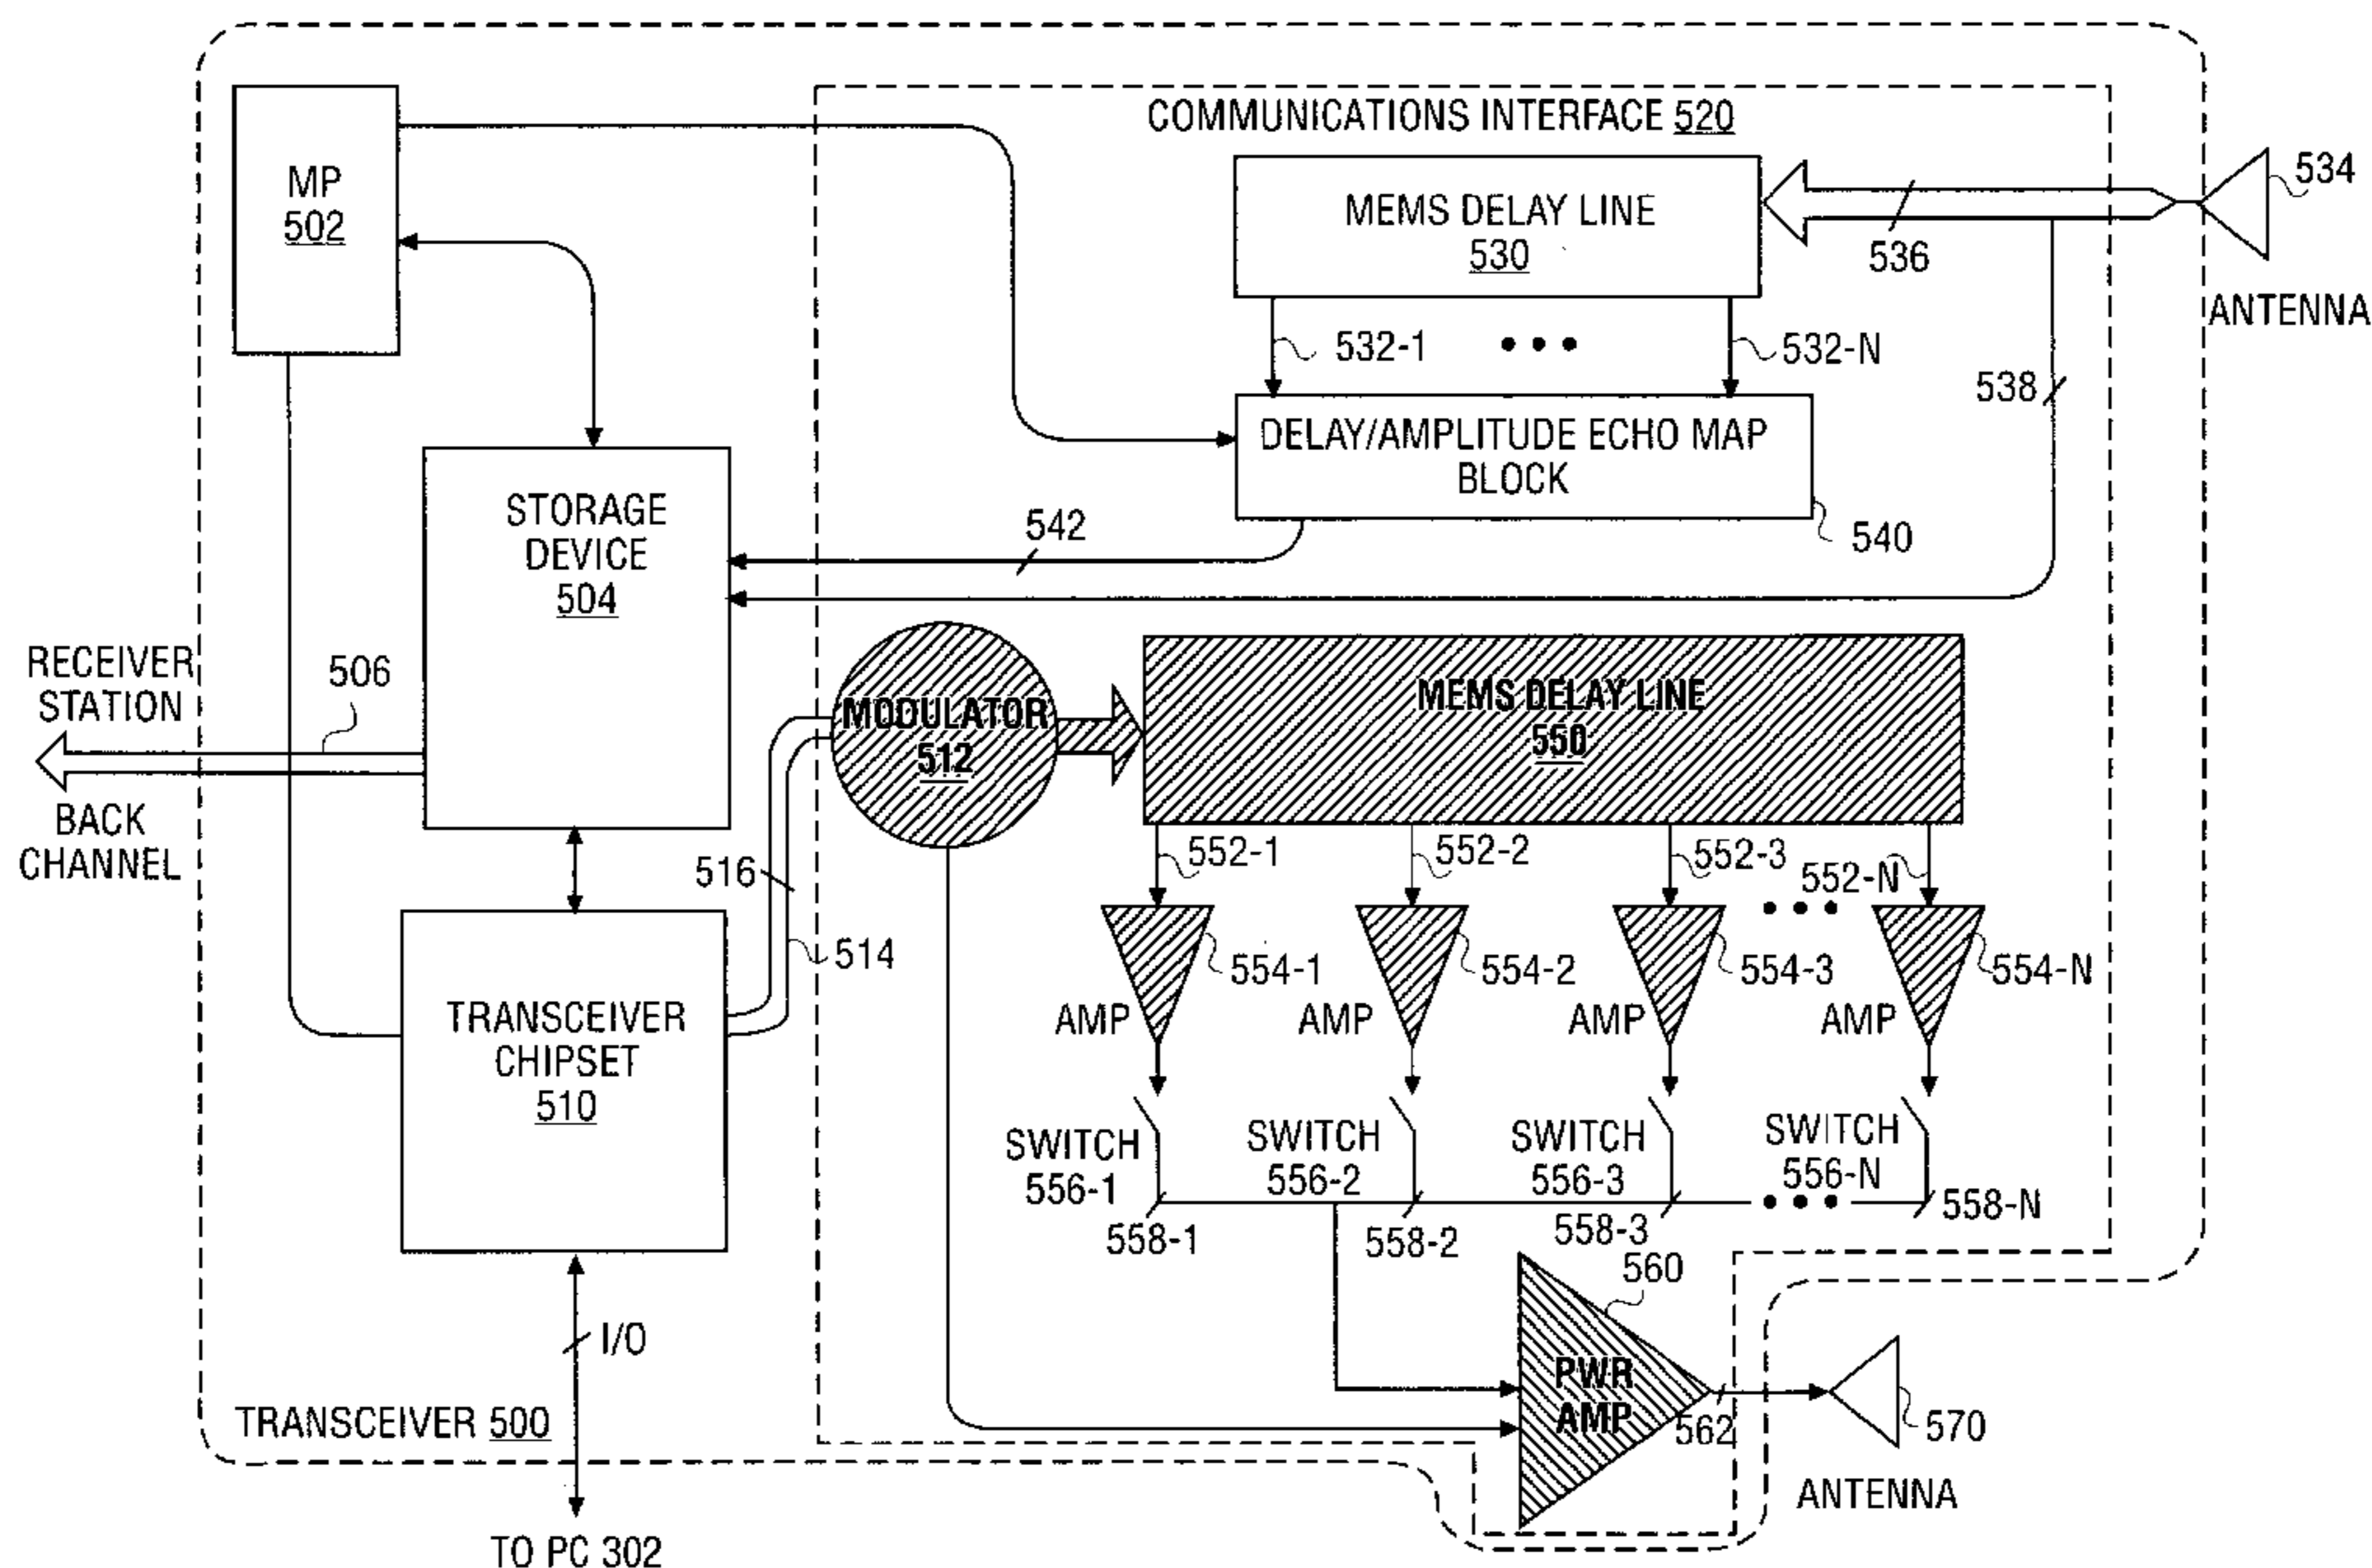 COMMUNICATIONS INTERFACE 520
MP
502
MEMS DELAY LINE
530
534
536
ANTENNA
532-1
532-N
538
DELAY/AMPLITUDE ECHO MAP
BLOCK
540
542
STORAGE
DEVICE
504
RECEIVER
STATION
506
BACK
CHANNEL
MODULATOR
512
MEMS DELAY LINE
550
516
514
552-1
552-2
552-3
552-N
554-1
554-2
554-3
554-N
AMP
AMP
AMP
AMP
TRANSCEIVER
CHIPSET
510
SWITCH
556-1
SWITCH
556-2
SWITCH
556-3
SWITCH
556-N
558-1
558-2
558-3
558-N
560
PWR
AMP
562
570
ANTENNA
I/O
TRANSCEIVER 500
TO PC 302